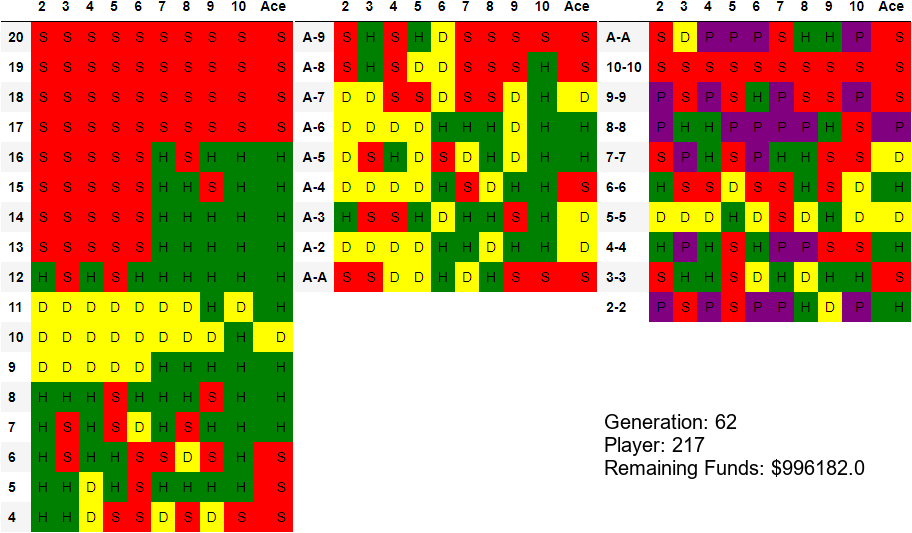 2 3 4 5 6 7 8 9 10 Ace
20 S S S S S S S S S S
19 S S S S S S S S S S
18 S S S S S S S S S S
17 S S S S S S S S S S
16 S S S S S H S H H H
15 S S S S S H H S H H
14 S S S S S H H H H H
13 S S S S S H H H H H
12 H S H S H H H H H H
11 D D D D D D D H D H
10 D D D D D D D D H D
9 D D D D D H H H H H
8 H H H S H H H S H H
7 H S H S D H S H H H
6 H S H H S S D S H S
5 H H D H S H H H H S
4 H H D S S D S D S S
2 3 4 5 6 7 8 9 10 Ace
A-9 S H S H D S S S S S
A-8 S H S D D S S S H S
A-7 D D S S D S S D H D
A-6 D D D D H H H D H H
A-5 D S H D S D H D H H
A-4 D D D D H S D H H S
A-3 H S S H D H H S H D
A-2 D D D D H H D H H D
A-A S S D D H D H S S S
2 3 4 5 6 7 8 9 10 Ace
A-A S D P P P S H H P S
10-10 S S S S S S S S S S
9-9 P S P S H P S S P S
8-8 P H H P P P P H S P
7-7 S P H S P H H S S D
6-6 H S S D S S H S D H
5-5 D D D H D S D H D D
4-4 H P H S H P P S S H
3-3 S H H S D H D H H S
2-2 P S P S P P H D P H
Generation: 62
Player: 217
Remaining Funds: $996182.0